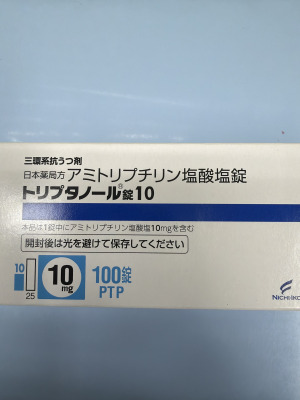 三環系抗うつ剤
日本薬局方 アミトリプチリン塩酸塩錠
トリプタノール®錠10
本品は1錠中にアミトリプチリン塩酸塩10mgを含む
開封後は光を避けて保存してください
10
25
10mg
100錠
PTP
NICHI-IKO